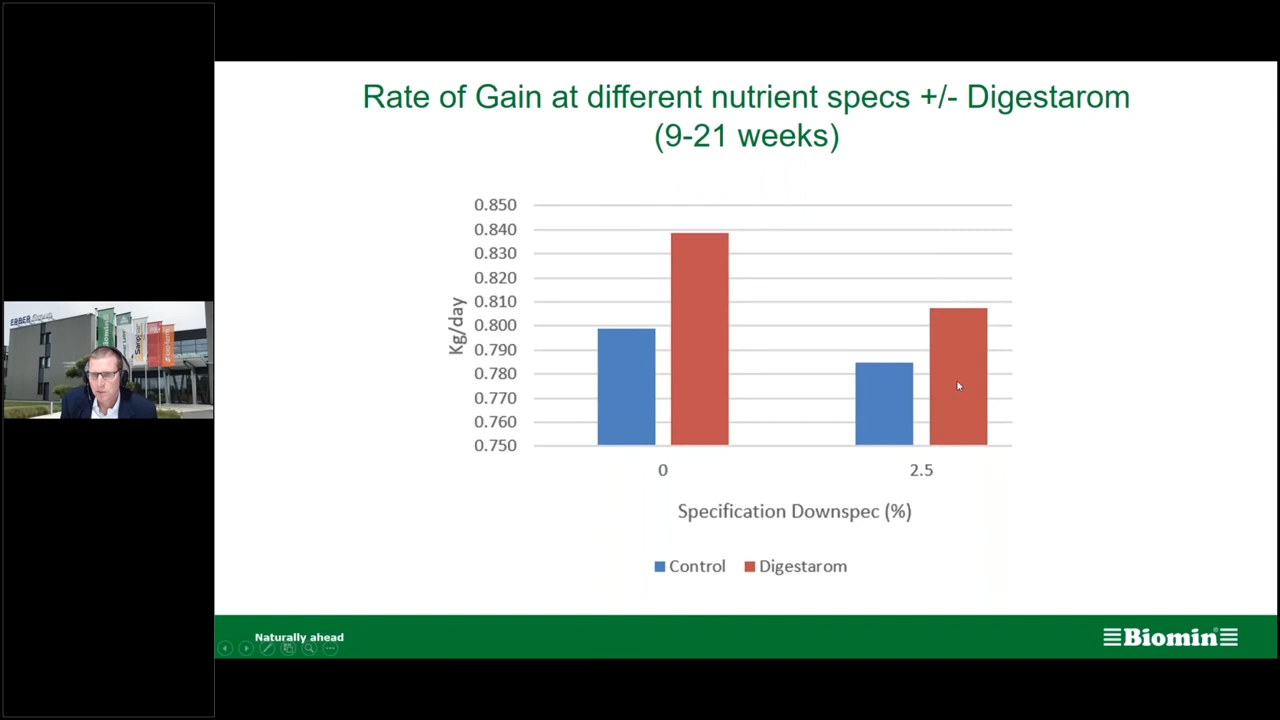 Rate of Gain at different nutrient specs +/- Digestarom
(9-21 weeks)
0.850
0.840
0.830
0.820
0.810
0.800
0.790
0.780
0.770
0.760
0.750
Kg/day
0
2.5
Specification Downspec (%)
Control
Digestarom
Naturally ahead
Biomin®
ERBER
Biomin